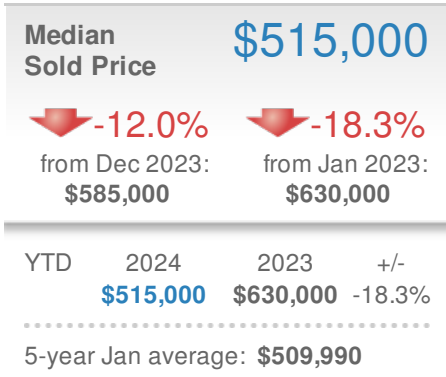 Median $515,000
Sold Price
-12.0% -18.3%
from Dec 2023: from Jan 2023:
$585,000 $630,000
YTD 2024 2023 +/-
$515,000 $630,000 -18.3%
5-year Jan average: $509,990